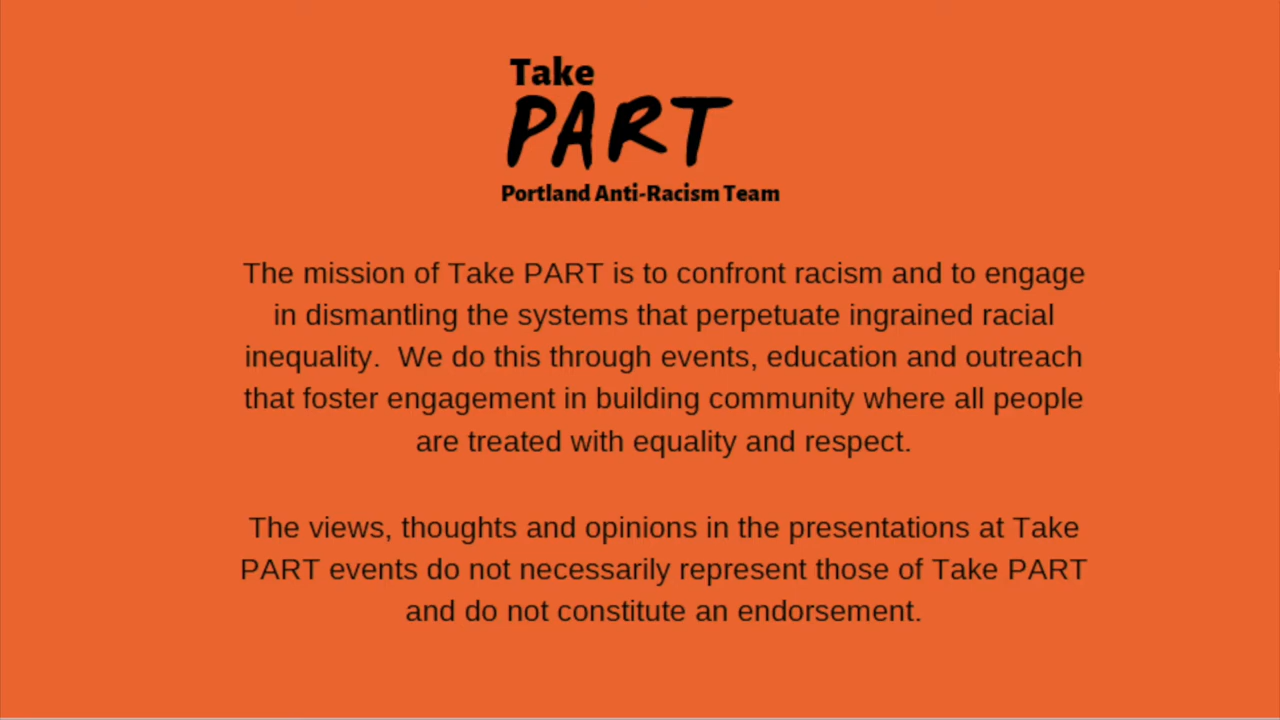 Take
PART
Portland Anti-Racism Team
The mission of Take PART is to confront racism and to engage
in dismantling the systems that perpetuate ingrained racial
inequality.  We do this through events, education and outreach
that foster engagement in building community where all people
are treated with equality and respect.
The views, thoughts and opinions in the presentations at Take
PART events do not necessarily represent those of Take PART
and do not constitute an endorsement.